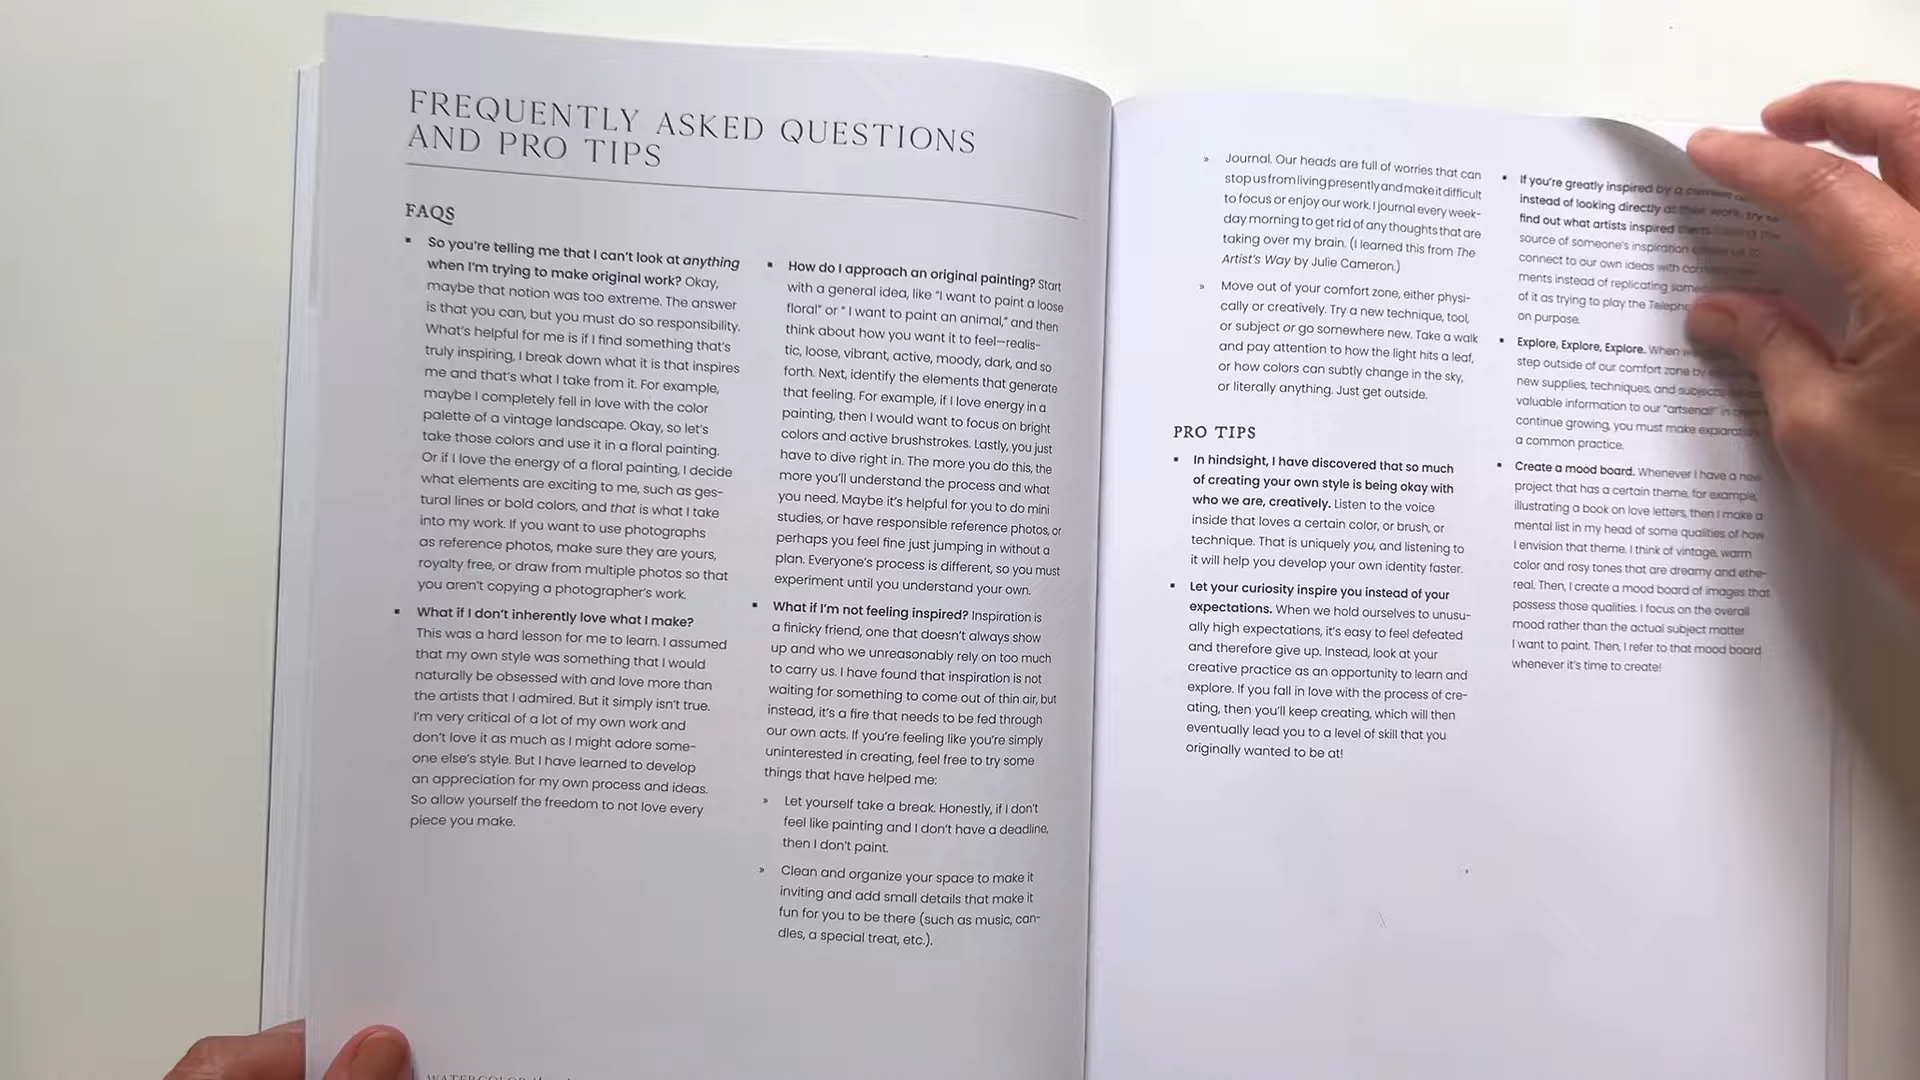 FREQUENTLY ASKED QUESTIONS
AND PRO TIPS
FAQS
▪ So you're telling me that I can't look at anything
when I'm trying to make original work? Okay,
maybe that notion was too extreme. The answer
is that you can, but you must do so responsibility.
What's helpful for me is if I find something that's
truly inspiring, I break down what it is that inspires
me and that's what I take from it. For example,
maybe I completely fell in love with the color
palette of a vintage landscape. Okay, so let's
take those colors and use it in a floral painting.
Or if I love the energy of a floral painting, I decide
what elements are exciting to me, such as ges-
tural lines or bold colors, and that is what I take
into my work. If you want to use photographs
as reference photos, make sure they are yours,
royalty free, or draw from multiple photos so that
you aren't copying a photographer's work.
▪ What if I don't inherently love what I make?
This was a hard lesson for me to learn. I assumed
that my own style was something that I would
naturally be obsessed with and love more than
the artists that I admired. But it simply isn't true.
I'm very critical of a lot of my own work and
don't love it as much as I might adore some-
one else's style. But I have learned to develop
an appreciation for my own process and ideas.
So allow yourself the freedom to not love every
piece you make.
▪ How do I approach an original painting? Start
with a general idea, like "I want to paint a loose
floral" or " I want to paint an animal," and then
think about how you want it to feel—realis-
tic, loose, vibrant, active, moody, dark, and so
forth. Next, identify the elements that generate
that feeling. For example, if I love energy in a
painting, then I would want to focus on bright
colors and active brushstrokes. Lastly, you just
have to dive right in. The more you do this, the
more you'll understand the process and what
you need. Maybe it's helpful for you to do mini
studies, or have responsible reference photos, or
perhaps you feel fine just jumping in without a
plan. Everyone's process is different, so you must
experiment until you understand your own.
▪ What if I'm not feeling inspired? Inspiration is
a finicky friend, one that doesn't always show
up and who we unreasonably rely on too much
to carry us. I have found that inspiration is not
waiting for something to come out of thin air, but
instead, it's a fire that needs to be fed through
our own acts. If you're feeling like you're simply
uninterested in creating, feel free to try some
things that have helped me:
» Let yourself take a break. Honestly, if I don't
feel like painting and I don't have a deadline,
then I don't paint.
» Clean and organize your space to make it
inviting and add small details that make it
fun for you to be there (such as music, can-
dles, a special treat, etc.).
WATERCOLOR
» Journal. Our heads are full of worries that can
stop us from living presently and make it difficult
to focus or enjoy our work. I journal every week-
day morning to get rid of any thoughts that are
taking over my brain. (I learned this from The
Artist's Way by Julie Cameron.)
» Move out of your comfort zone, either physi-
cally or creatively. Try a new technique, tool,
or subject or go somewhere new. Take a walk
and pay attention to how the light hits a leaf,
or how colors can subtly change in the sky,
or literally anything. Just get outside.
PRO TIPS
▪ In hindsight, I have discovered that so much
of creating your own style is being okay with
who we are, creatively. Listen to the voice
inside that loves a certain color, or brush, or
technique. That is uniquely you, and listening to
it will help you develop your own identity faster.
▪ Let your curiosity inspire you instead of your
expectations. When we hold ourselves to unusu-
ally high expectations, it's easy to feel defeated
and therefore give up. Instead, look at your
creative practice as an opportunity to learn and
explore. If you fall in love with the process of cre-
ating, then you'll keep creating, which will then
eventually lead you to a level of skill that you
originally wanted to be at!
▪ If you're greatly inspired by a
instead of looking directly at their work, try to
find out what artists inspired them.
source of someone's inspiration
connect to our own ideas with
ments instead of replicating
of it as trying to play the
on purpose.
▪ Explore, Explore, Explore. When
step outside of our comfort zone by
new supplies, techniques, and subjects,
valuable information to our "artsenal" in
continue growing, you must make exploration
a common practice.
▪ Create a mood board. Whenever I have a new
project that has a certain theme, for example,
illustrating a book on love letters, then I make a
mental list in my head of some qualities of how
I envision that theme. I think of vintage, warm
color and rosy tones that are dreamy and ethe-
real. Then, I create a mood board of images that
possess those qualities. I focus on the overall
mood rather than the actual subject matter
I want to paint. Then, I refer to that mood board
whenever it's time to create!